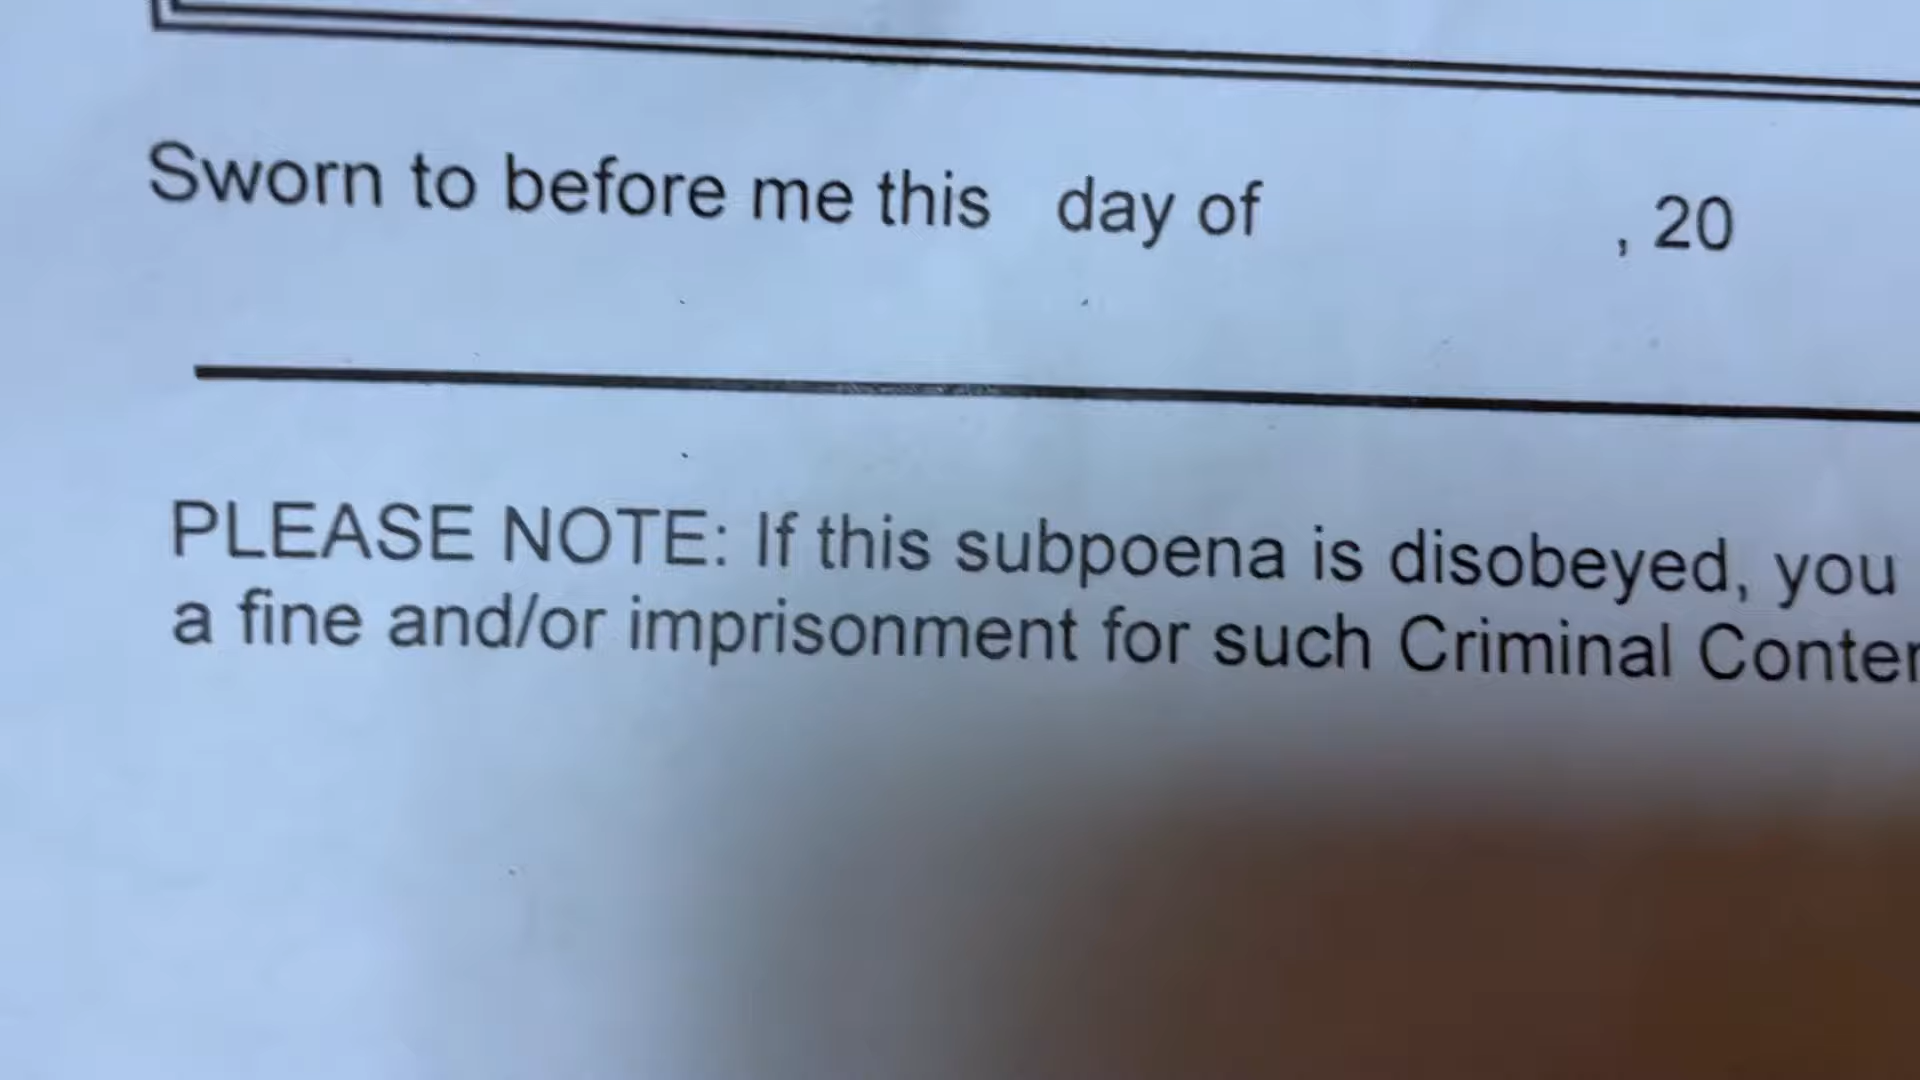 Sworn to before me this day of , 20
PLEASE NOTE: If this subpoena is disobeyed, you
a fine and/or imprisonment for such Criminal